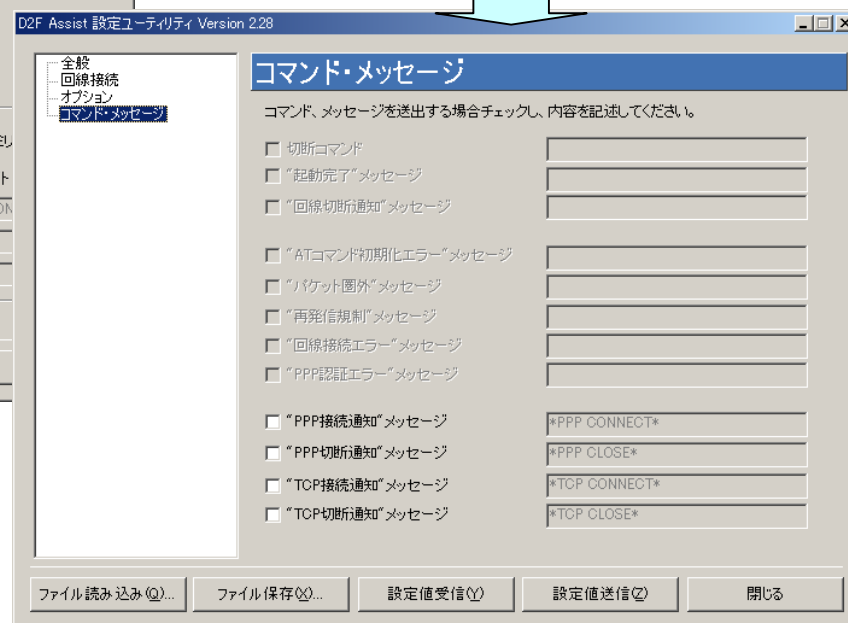 D2F Assist 設定ユーティリティ Version 2.28
全般
回線接続
オプション
コマンド・メッセージ
コマンド・メッセージ
コマンド、メッセージを送出する場合チェックし、内容を記述してください。
切断コマンド
"起動完了"メッセージ
"回線切断通知"メッセージ
"ATコマンド初期化エラー"メッセージ
"パケット圏外"メッセージ
"再発信規制"メッセージ
"回線接続エラー"メッセージ
"PPP認証エラー"メッセージ
"PPP接続通知"メッセージ *PPP CONNECT*
"PPP切断通知"メッセージ *PPP CLOSE*
"TCP接続通知"メッセージ *TCP CONNECT*
"TCP切断通知"メッセージ *TCP CLOSE*
ファイル読み込み(Q)... ファイル保存(X)... 設定値受信(Y) 設定値送信(Z) 閉じる